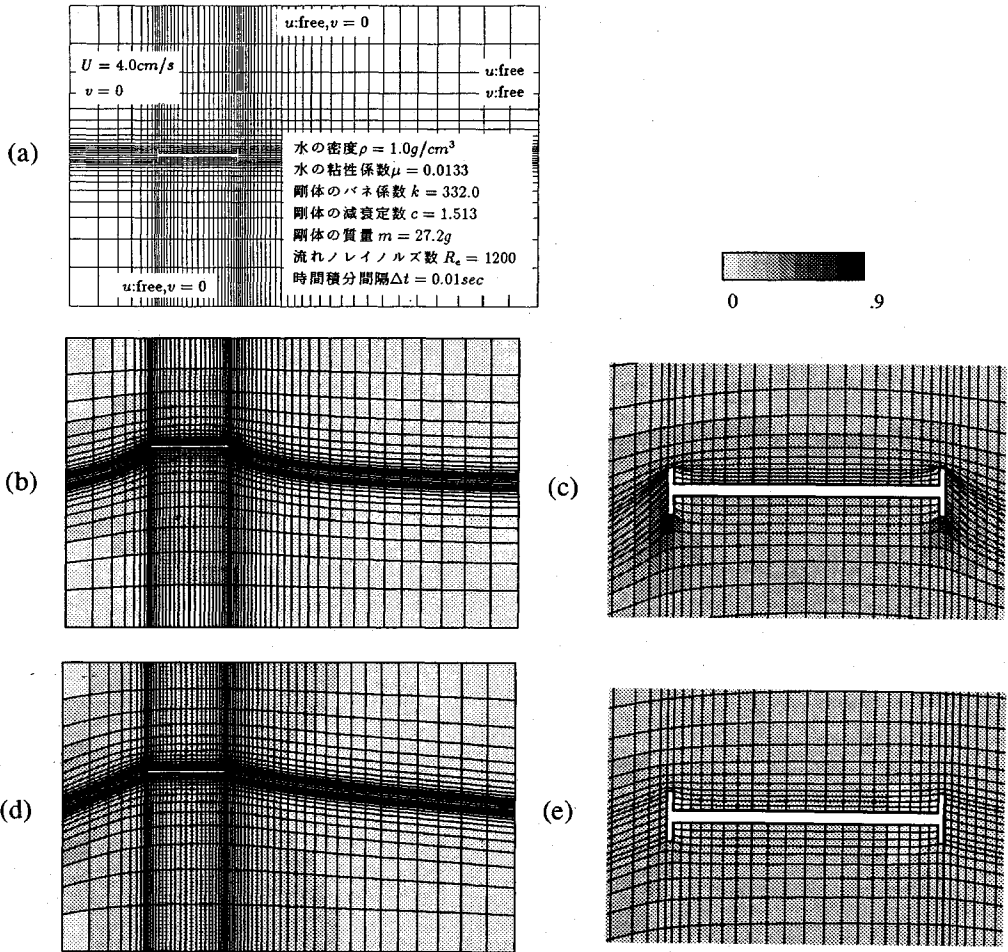 u:free,v = 0
U = 4.0cm/s
v = 0
u:free
v:free
(a)
水の密度ρ = 1.0g/cm³
水の粘性係数μ = 0.0133
剛体のバネ係数 k = 332.0
剛体の減衰定数 c = 1.513
剛体の質量 m = 27.2g
流れノレイノルズ数 Rₑ = 1200
時間積分間隔Δt = 0.01sec
u:free,v = 0
0
.9
(b)
(c)
(d)
(e)